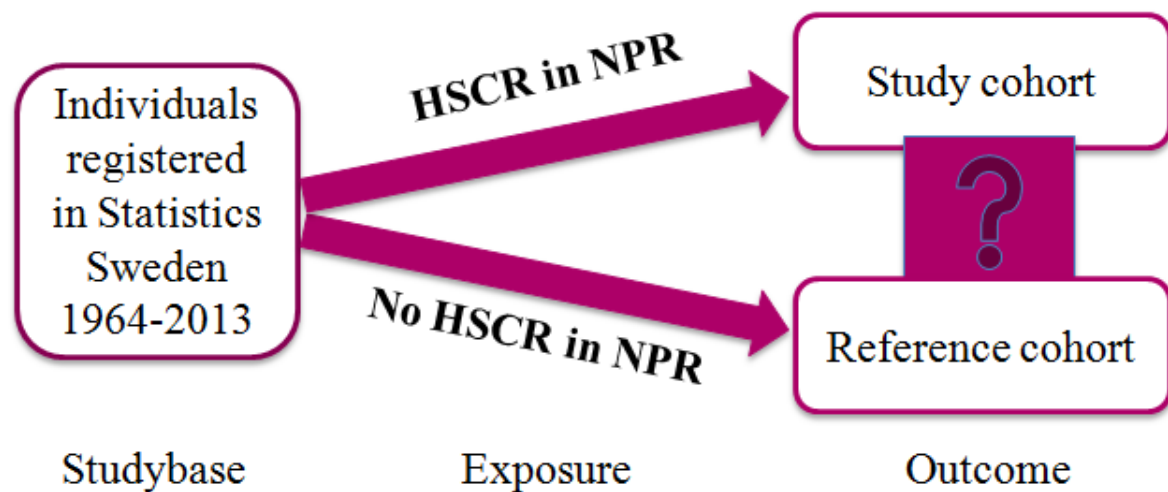 Individuals
registered
in Statistics
Sweden
1964-2013
HSCR in NPR
No HSCR in NPR
Study cohort
?
Reference cohort
Studybase
Exposure
Outcome